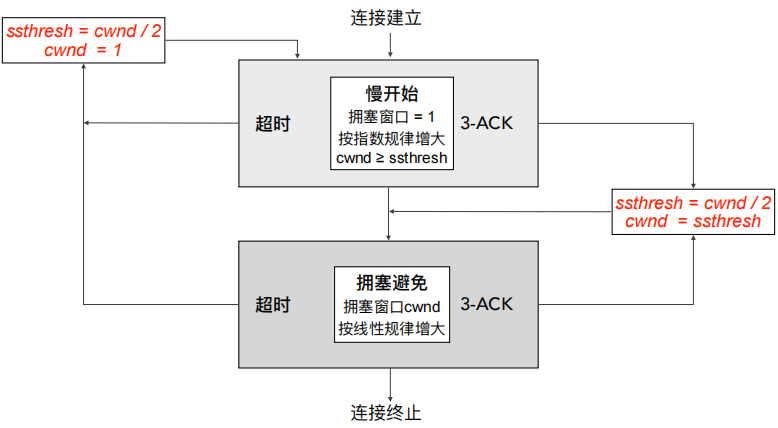 连接建立
ssthresh = cwnd / 2
cwnd = 1
慢开始
拥塞窗口 = 1
按指数规律增大
cwnd ≥ ssthresh
超时
3-ACK
ssthresh = cwnd / 2
cwnd = ssthresh
拥塞避免
拥塞窗口cwnd
按线性规律增大
超时
3-ACK
连接终止